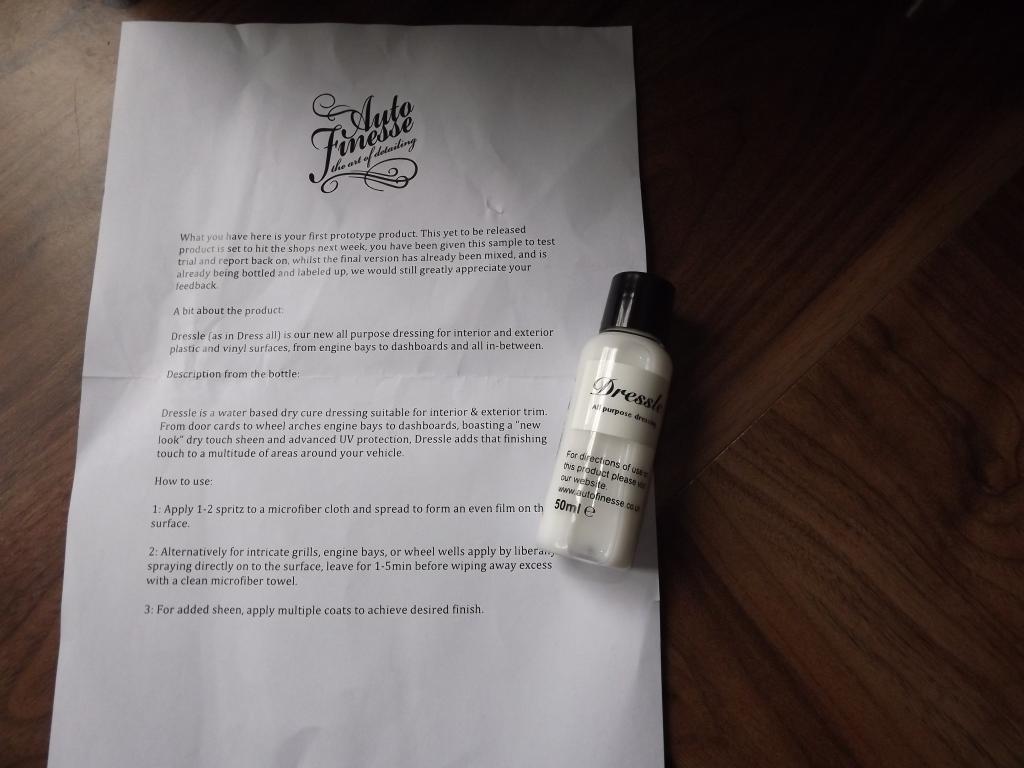 Auto
Finesse
the art of detailing
What you have here is your first prototype product. This yet to be released
product is set to hit the shops next week, you have been given this sample to test
trial and report back on, whilst the final version has already been mixed, and is
already being bottled and labeled up, we would still greatly appreciate your
feedback.
A bit about the product:
Dressle (as in Dress all) is our new all purpose dressing for interior and exterior
plastic and vinyl surfaces, from engine bays to dashboards and all in-between.
Description from the bottle:
Dressle is a water based dry cure dressing suitable for interior & exterior trim.
From door cards to wheel arches engine bays to dashboards, boasting a "new
look" dry touch sheen and advanced UV protection, Dressle adds that finishing
touch to a multitude of areas around your vehicle.
How to use:
1: Apply 1-2 spritz to a microfiber cloth and spread to form an even film on
surface.
2: Alternatively for intricate grills, engine bays, or wheel wells apply by
spraying directly on to the surface, leave for 1-5min before wiping away excess
with a clean microfiber towel.
3: For added sheen, apply multiple coats to achieve desired finish.
Dressle
All purpose
For directions of use
this product please
our website.
www.autofinesse.co.
50ml e